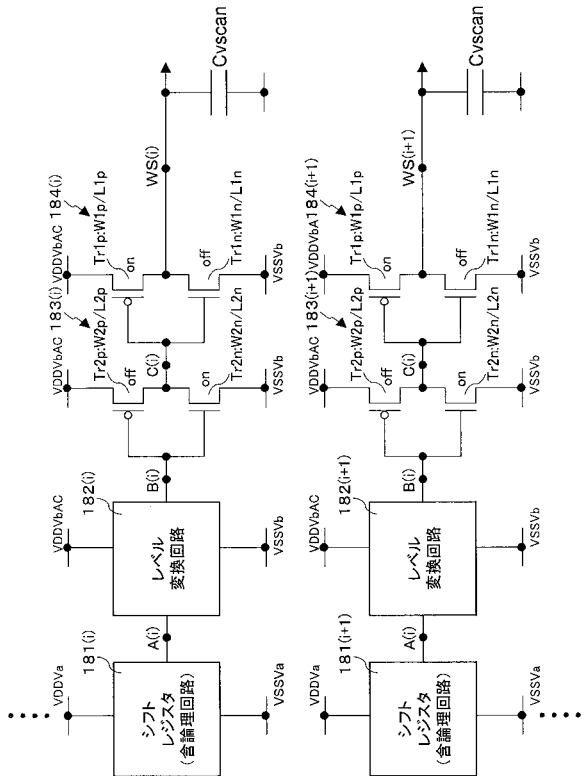 VDDVa
181(i)
シフト
レジスタ
(含論理回路)
VSSVa
A(i)
VDDVbAC
182(i)
レベル
変換回路
VSSVb
B(i)
VDDVbAC 183(i)
Tr2p:W2p/L2p
off
on
Tr2n:W2n/L2n
VSSVb
C(i)
VDDVbAC 184(i)
Tr1p:W1p/L1p
on
off
Tr1n:W1n/L1n
VSSVb
WS(i)
Cvscan
VDDVa
181(i+1)
シフト
レジスタ
(含論理回路)
VSSVa
A(i)
VDDVbAC
182(i+1)
レベル
変換回路
VSSVb
B(i)
VDDVbAC 183(i+1)
Tr2p:W2p/L2p
off
on
Tr2n:W2n/L2n
VSSVb
C(i)
VDDVbA 184(i+1)
Tr1p:W1p/L1p
on
off
Tr1n:W1n/L1n
VSSVb
WS(i+1)
Cvscan